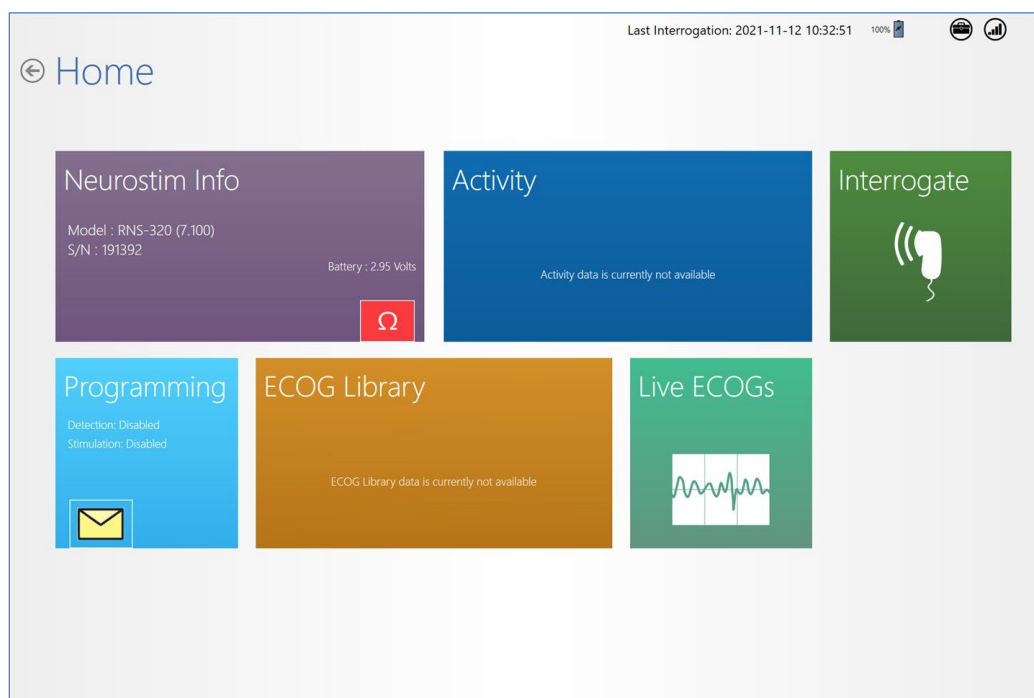 Last Interrogation: 2021-11-12 10:32:51 100%
Home
Neurostim Info
Model : RNS-320 (7.100)
S/N : 191392
Battery : 2.95 Volts
Ω
Activity
Activity data is currently not available
Interrogate
Programming
Detection: Disabled
Stimulation: Disabled
ECOG Library
ECOG Library data is currently not available
Live ECOGs